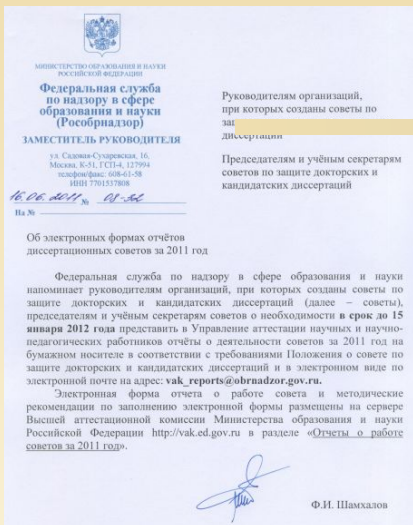 МИНИСТЕРСТВО ОБРАЗОВАНИЯ И НАУКИ
РОССИЙСКОЙ ФЕДЕРАЦИИ
Федеральная служба
по надзору в сфере
образования и науки
(Рособрнадзор)
ЗАМЕСТИТЕЛЬ РУКОВОДИТЕЛЯ
ул. Садовая-Сухаревская, 16,
Москва, К-51, ГСП-4, 127994
телефон/факс: 608-61-58
ИНН 7701537808
16.06.2011 № 08-32
На №
Руководителям организаций,
при которых созданы советы по
диссертаций
Председателям и учёным секретарям
советов по защите докторских и
кандидатских диссертаций
Об электронных формах отчётов
диссертационных советов за 2011 год
Федеральная служба по надзору в сфере образования и науки
напоминает руководителям организаций, при которых созданы советы по
защите докторских и кандидатских диссертаций (далее – советы),
председателям и учёным секретарям советов о необходимости в срок до 15
января 2012 года представить в Управление аттестации научных и научно-
педагогических работников отчёты о деятельности советов за 2011 год на
бумажном носителе в соответствии с требованиями Положения о совете по
защите докторских и кандидатских диссертаций и в электронном виде по
электронной почте на адрес: vak_reports@obrnadzor.gov.ru.
Электронная форма отчета о работе совета и методические
рекомендации по заполнению электронной формы размещены на сервере
Высшей аттестационной комиссии Министерства образования и науки
Российской Федерации http://vak.ed.gov.ru в разделе «Отчеты о работе
советов за 2011 год».
Ф.И. Шамхалов